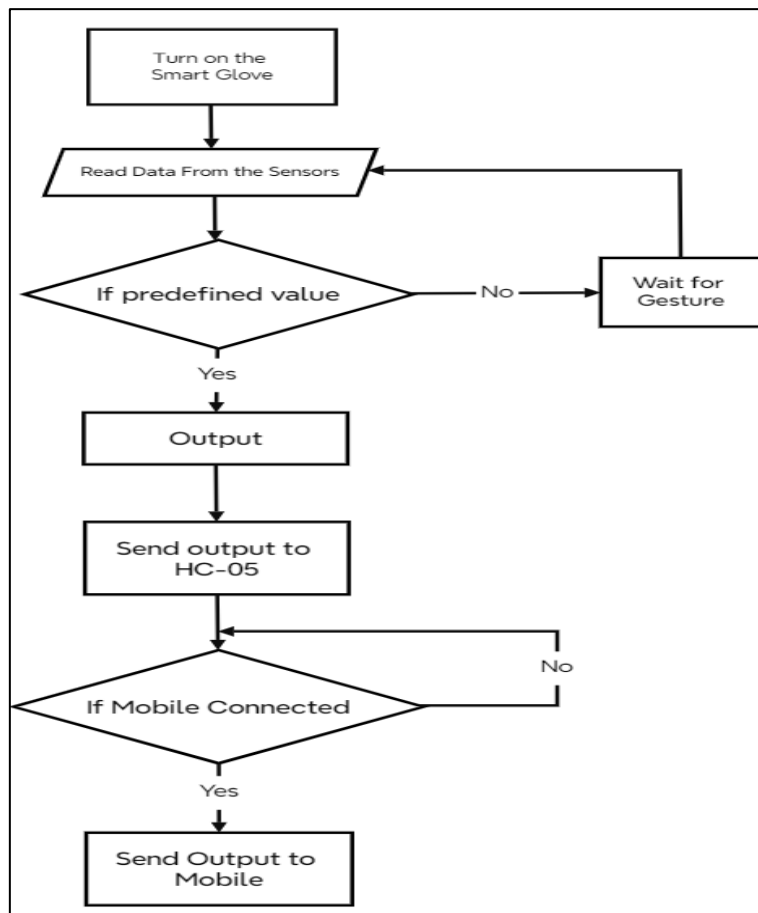 Turn on the
Smart Glove
Read Data From the Sensors
If predefined value
No
Wait for
Gesture
Yes
Output
Send output to
HC-05
No
If Mobile Connected
Yes
Send Output to
Mobile